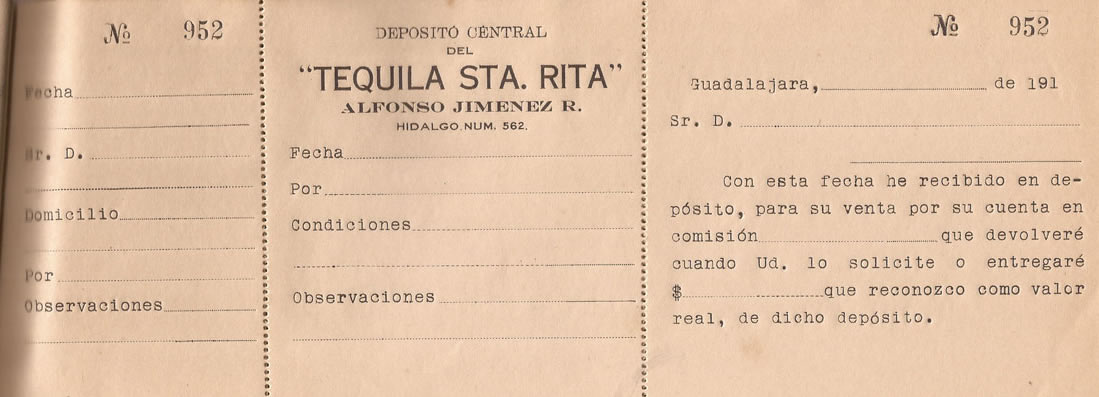 № 952
Fecha
Sr. D.
Domicilio
Por
Observaciones
DEPOSITÓ CÉNTRAL
DEL
"TEQUILA STA. RITA"
ALFONSO JIMENEZ R.
HIDALGO NUM. 562.
Fecha
Por
Condiciones
Observaciones
№ 952
Guadalajara, de 191
Sr. D.
Con esta fecha he recibido en de-
pósito, para su venta por su cuenta en
comisión que devolveré
cuando Ud. lo solicite o entregaré
$ que reconozco como valor
real, de dicho depósito.